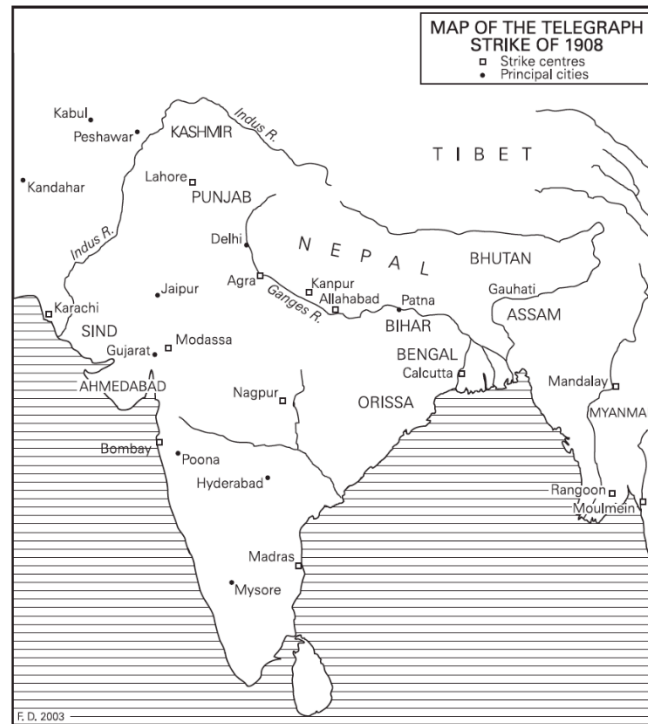 MAP OF THE TELEGRAPH
STRIKE OF 1908
Strike centres
Principal cities
Kabul
Peshawar
KASHMIR
Indus R.
TIBET
Kandahar
Lahore
PUNJAB
Indus R.
Delhi
NEPAL
BHUTAN
Agra
Kanpur
Gauhati
Jaipur
Allahabad
Patna
ASSAM
Ganges R.
Karachi
BIHAR
SIND
Modassa
BENGAL
Gujarat
Calcutta
AHMEDABAD
Mandalay
Nagpur
ORISSA
MYANMA
Bombay
Poona
Hyderabad
Rangoon
Moulmein
Madras
Mysore
F. D. 2003